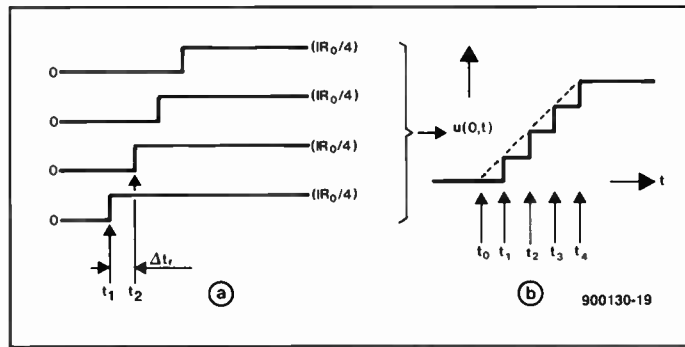 0 (IR₀/4)
0 (IR₀/4)
0 (IR₀/4)
0 (IR₀/4)
t₁ t₂ Δtᵣ
a
u(0,t)
t
t₀ t₁ t₂ t₃ t₄
b
900130-19